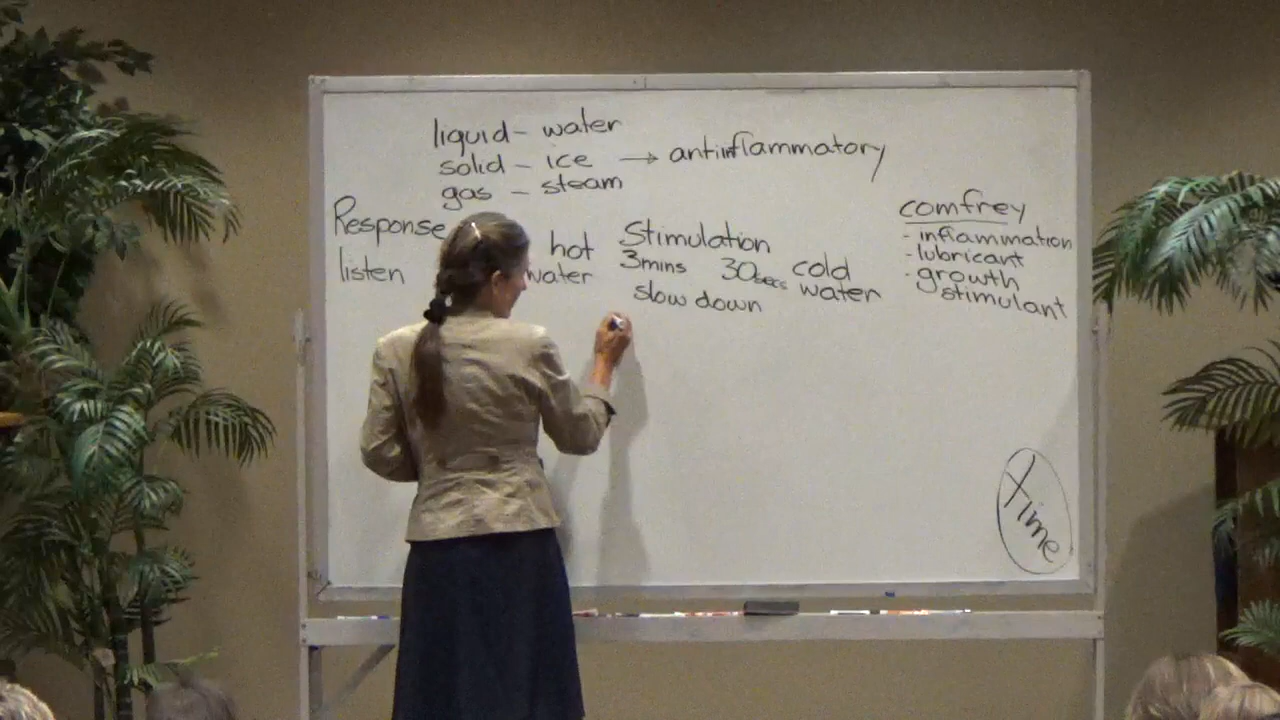 liquid - water
solid - ice → antiinflammatory
gas - steam
Response
listen
hot
water
Stimulation
3mins 30secs cold
water
slow down
comfrey
- inflammation
- lubricant
- growth
stimulant
time